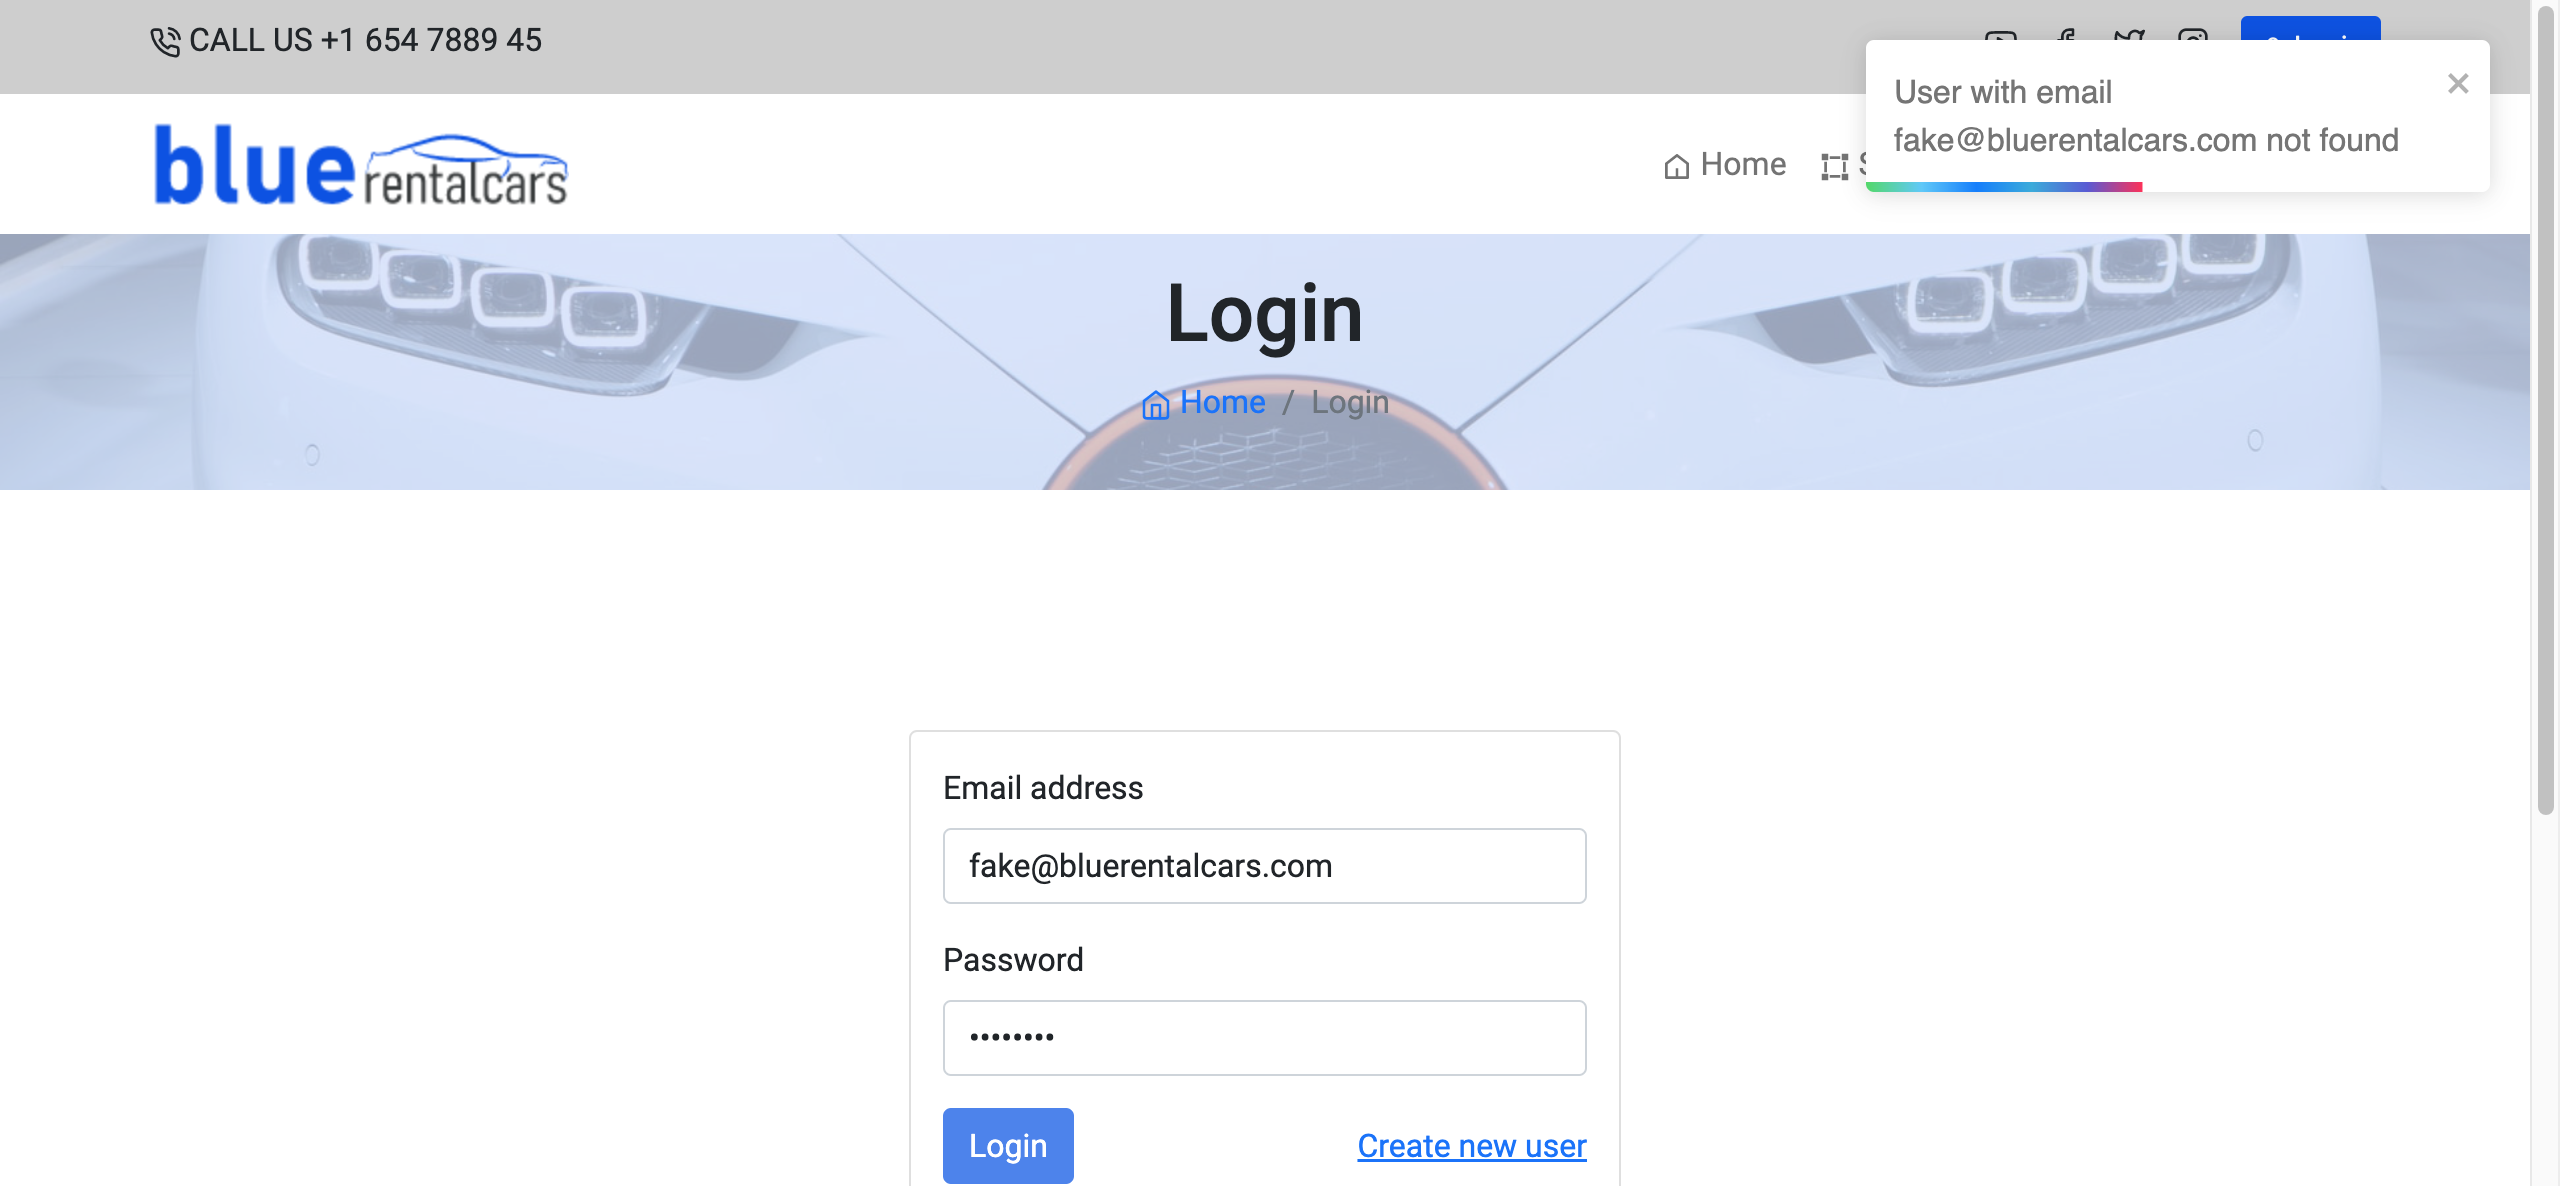 CALL US +1 654 7889 45
User with email
fake@bluerentalcars.com not found
blue rentalcars
Home
Login
Home / Login
Email address
fake@bluerentalcars.com
Password
••••••••
Login
Create new user